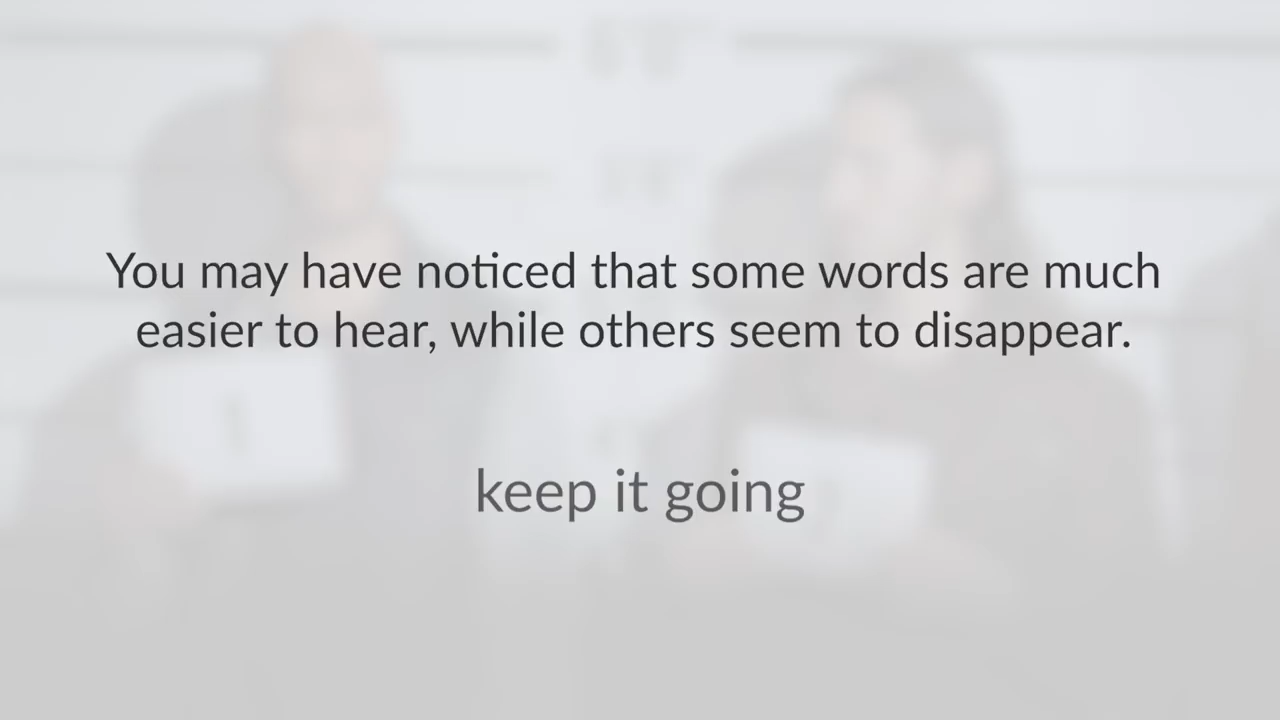 You may have noticed that some words are much
easier to hear, while others seem to disappear.
keep it going